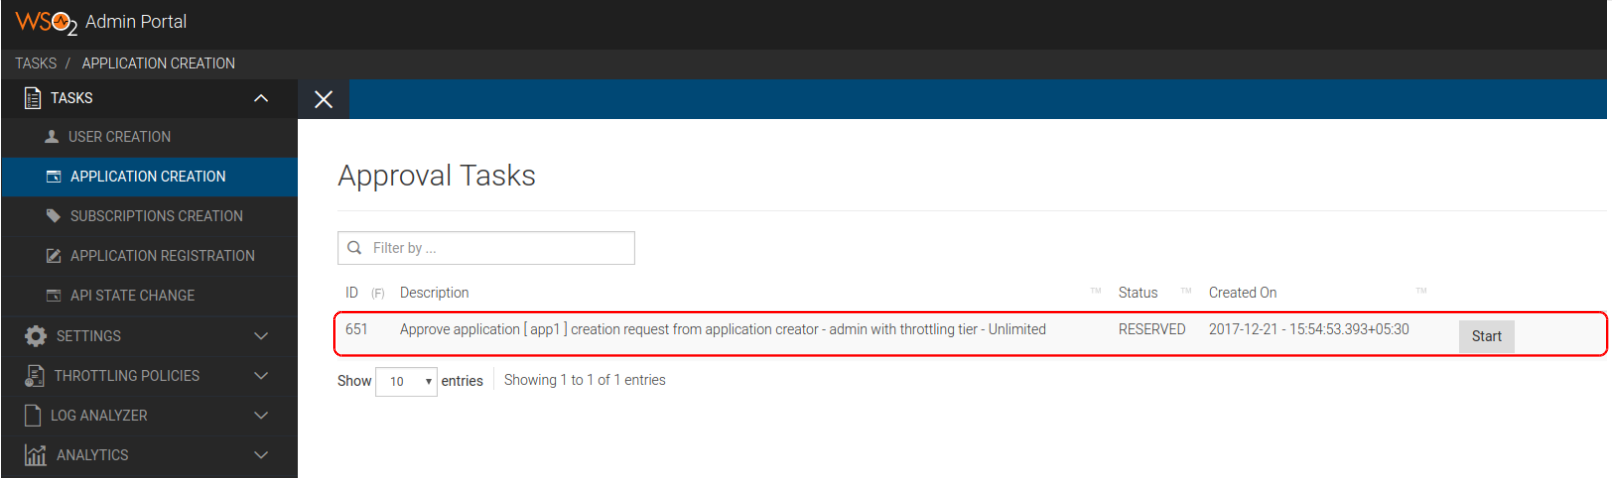 WSO2 Admin Portal
TASKS / APPLICATION CREATION
TASKS
USER CREATION
APPLICATION CREATION
SUBSCRIPTIONS CREATION
APPLICATION REGISTRATION
API STATE CHANGE
SETTINGS
THROTTLING POLICIES
LOG ANALYZER
ANALYTICS
Approval Tasks
Filter by ...
ID (F) Description ™ Status ™ Created On ™
651 Approve application [ app1 ] creation request from application creator - admin with throttling tier - Unlimited RESERVED 2017-12-21 - 15:54:53.393+05:30 Start
Show 10 entries Showing 1 to 1 of 1 entries